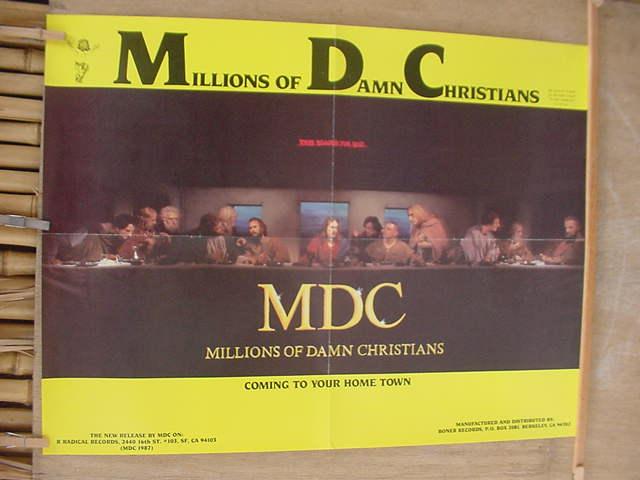 MILLIONS OF DAMN CHRISTIANS
MDC
MILLIONS OF DAMN CHRISTIANS
COMING TO YOUR HOME TOWN
THE NEW RELEASE BY MDC ON:
R RADICAL RECORDS, 2440 16th ST. #103, SF, CA 94103
(MDC 1987)
MANUFACTURED AND DISTRIBUTED BY:
BONER RECORDS, P.O. BOX 2081, BERKELEY, CA 94702